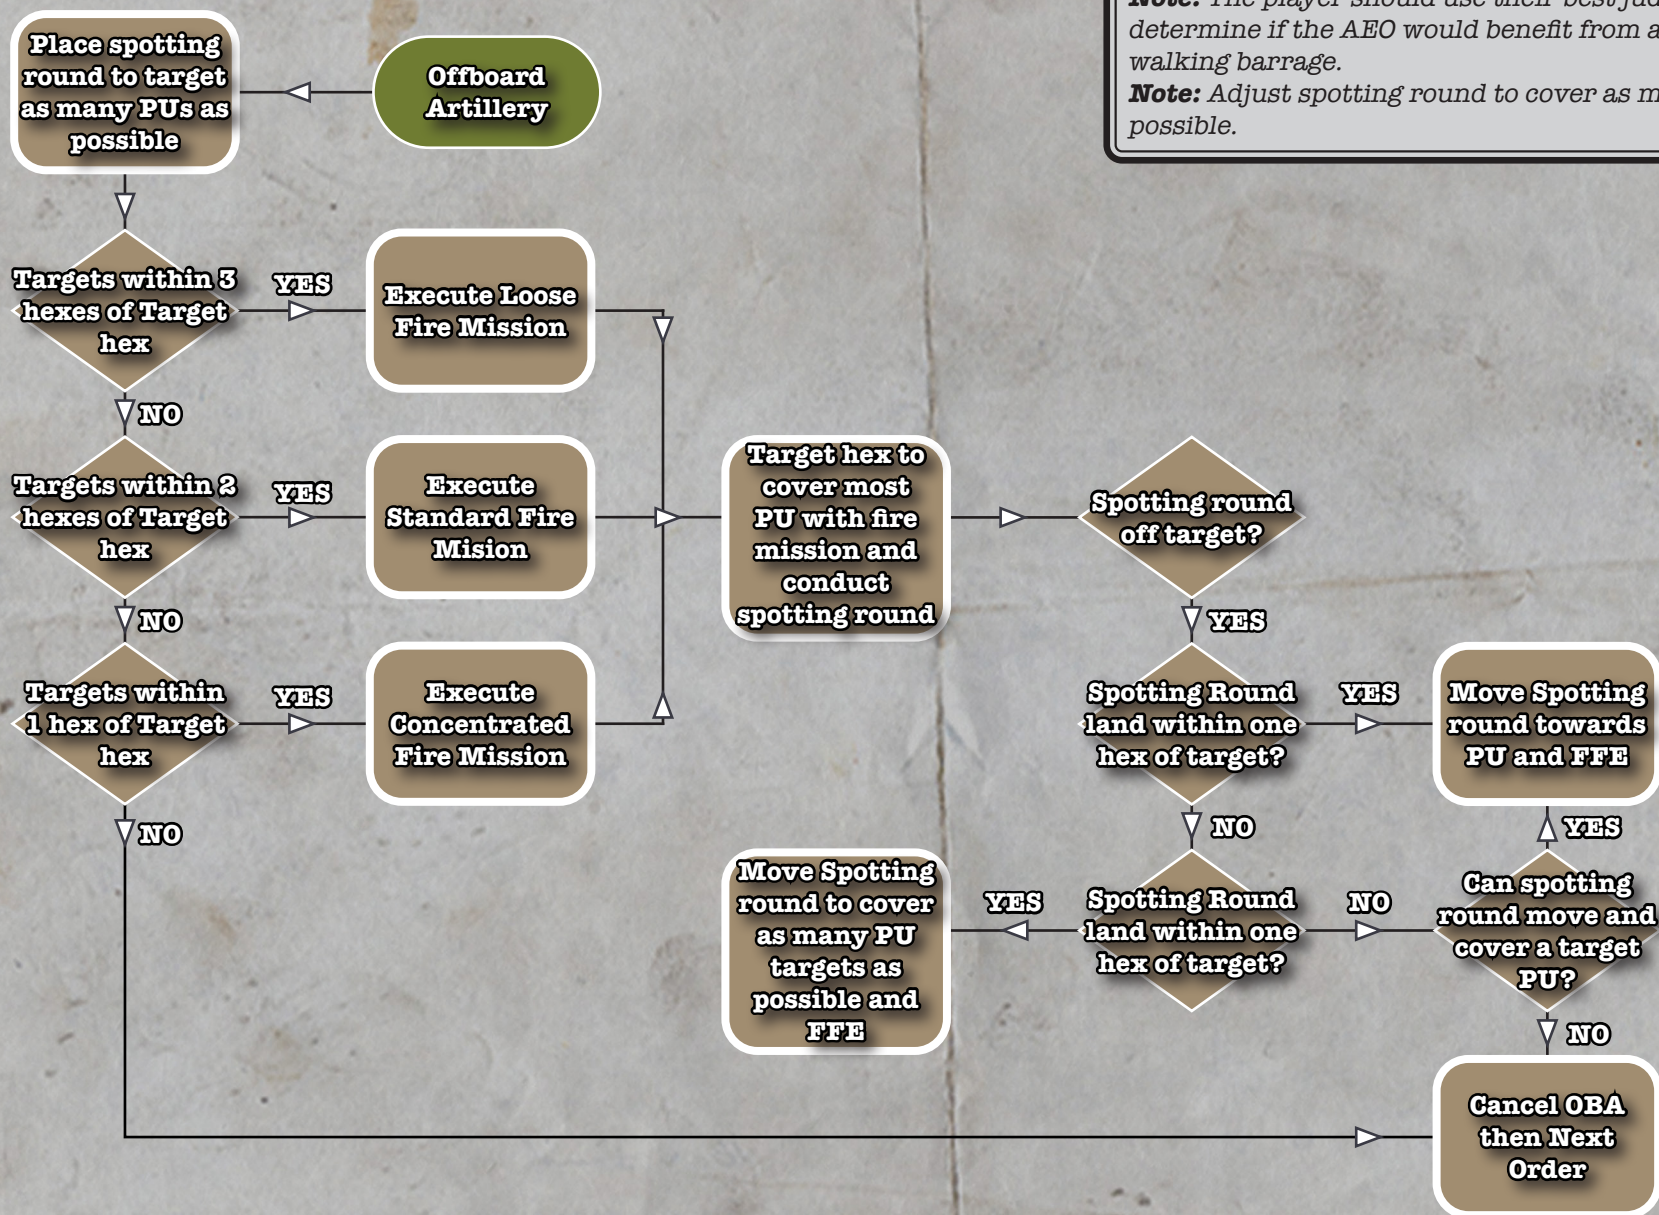 Place spotting
round to target
as many PUs as
possible
Offboard
Artillery
Note: The player should use their best
determine if the AEO would benefit from a
walking barrage.
Note: Adjust spotting round to cover as
possible.
Targets within 3
hexes of Target
hex
YES
Execute Loose
Fire Mission
NO
Targets within 2
hexes of Target
hex
YES
Execute
Standard Fire
Mision
NO
Targets within
1 hex of Target
hex
YES
Execute
Concentrated
Fire Mission
NO
Target hex to
cover most
PU with fire
mission and
conduct
spotting round
Spotting round
off target?
YES
Spotting Round
land within one
hex of target?
YES
Move Spotting
round towards
PU and FFE
NO
Spotting Round
land within one
hex of target?
YES
Move Spotting
round to cover
as many PU
targets as
possible and
FFE
NO
Can spotting
round move and
cover a target
PU?
YES
NO
Cancel OBA
then Next
Order